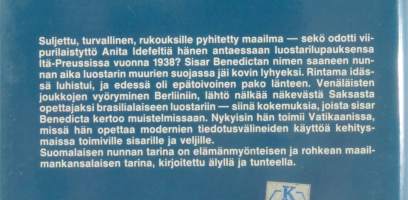 Suljettu, turvallinen, rukouksille pyhitetty maailma — sekö odotti vii-
purilaistyttö Anita Idefeltiä hänen antaessaan luostarilupauksensa
Itä-Preussissa vuonna 1938? Sisar Benedictan nimen saaneen nun-
nan aika luostarin muurien suojassa jäi kovin lyhyeksi. Rintama idäs-
sä luhistui, ja edessä oli epätoivoinen pako länteen. Venäläisten
joukkojen vyöryminen Berliiniin, lähtö nälkää näkevästä Saksasta
opettajaksi brasilialaiseen luostariin — siinä kokemuksia, joista sisar
Benedicta kertoo muistelmissaan. Nykyisin hän toimii Vatikaanissa,
missä hän opettaa modernien tiedotusvälineiden käyttöä kehitys-
maissa toimiville sisarille ja veljille.
Suomalaisen nunnan tarina on elämänmyönteisen ja rohkean maail-
mankansalaisen tarina, kirjoitettu älyllä ja tunteella.
K